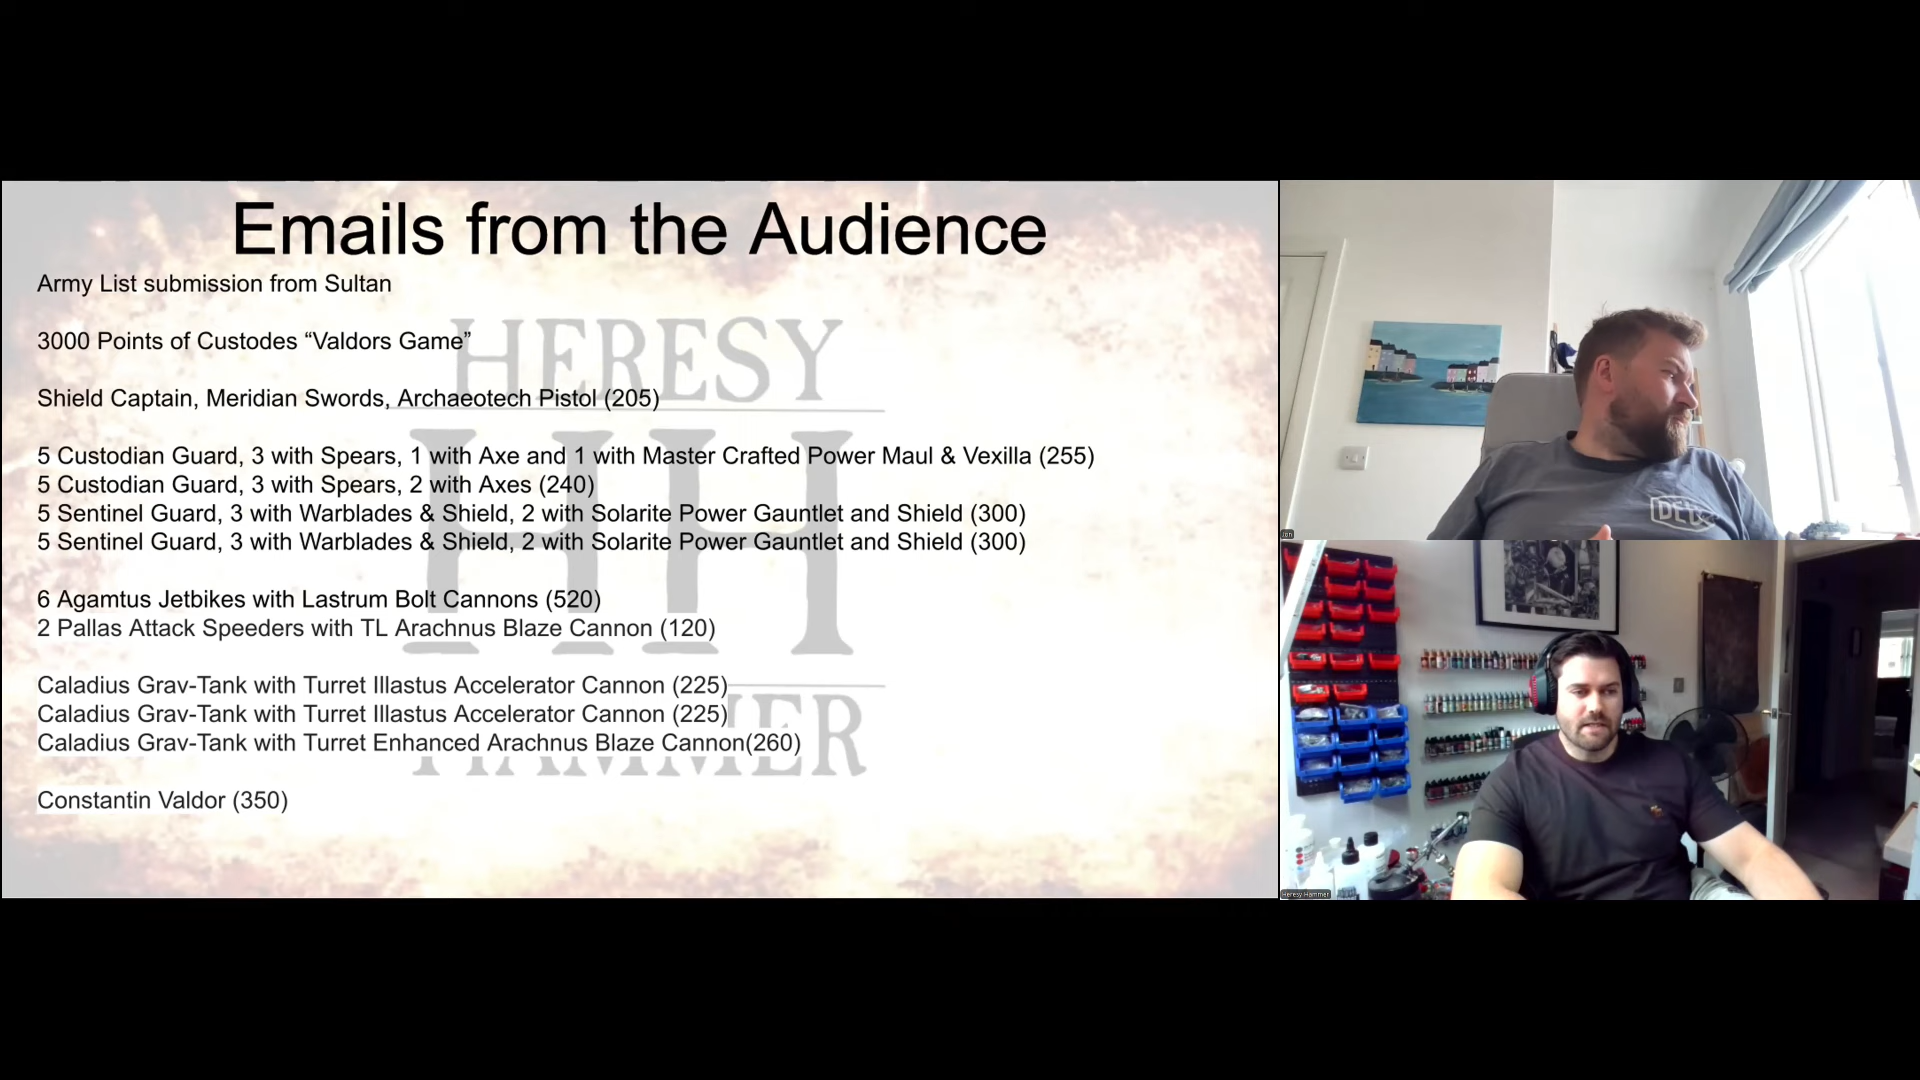 Emails from the Audience
Army List submission from Sultan
3000 Points of Custodes “Valdors Game”
Shield Captain, Meridian Swords, Archaeotech Pistol (205)
5 Custodian Guard, 3 with Spears, 1 with Axe and 1 with Master Crafted Power Maul & Vexilla (255)
5 Custodian Guard, 3 with Spears, 2 with Axes (240)
5 Sentinel Guard, 3 with Warblades & Shield, 2 with Solarite Power Gauntlet and Shield (300)
5 Sentinel Guard, 3 with Warblades & Shield, 2 with Solarite Power Gauntlet and Shield (300)
6 Agamtus Jetbikes with Lastrum Bolt Cannons (520)
2 Pallas Attack Speeders with TL Arachnus Blaze Cannon (120)
Caladius Grav-Tank with Turret Illastus Accelerator Cannon (225)
Caladius Grav-Tank with Turret Illastus Accelerator Cannon (225)
Caladius Grav-Tank with Turret Enhanced Arachnus Blaze Cannon(260)
Constantin Valdor (350)
HERESY
HH
HAMMER
Jon
Heresy Hammer